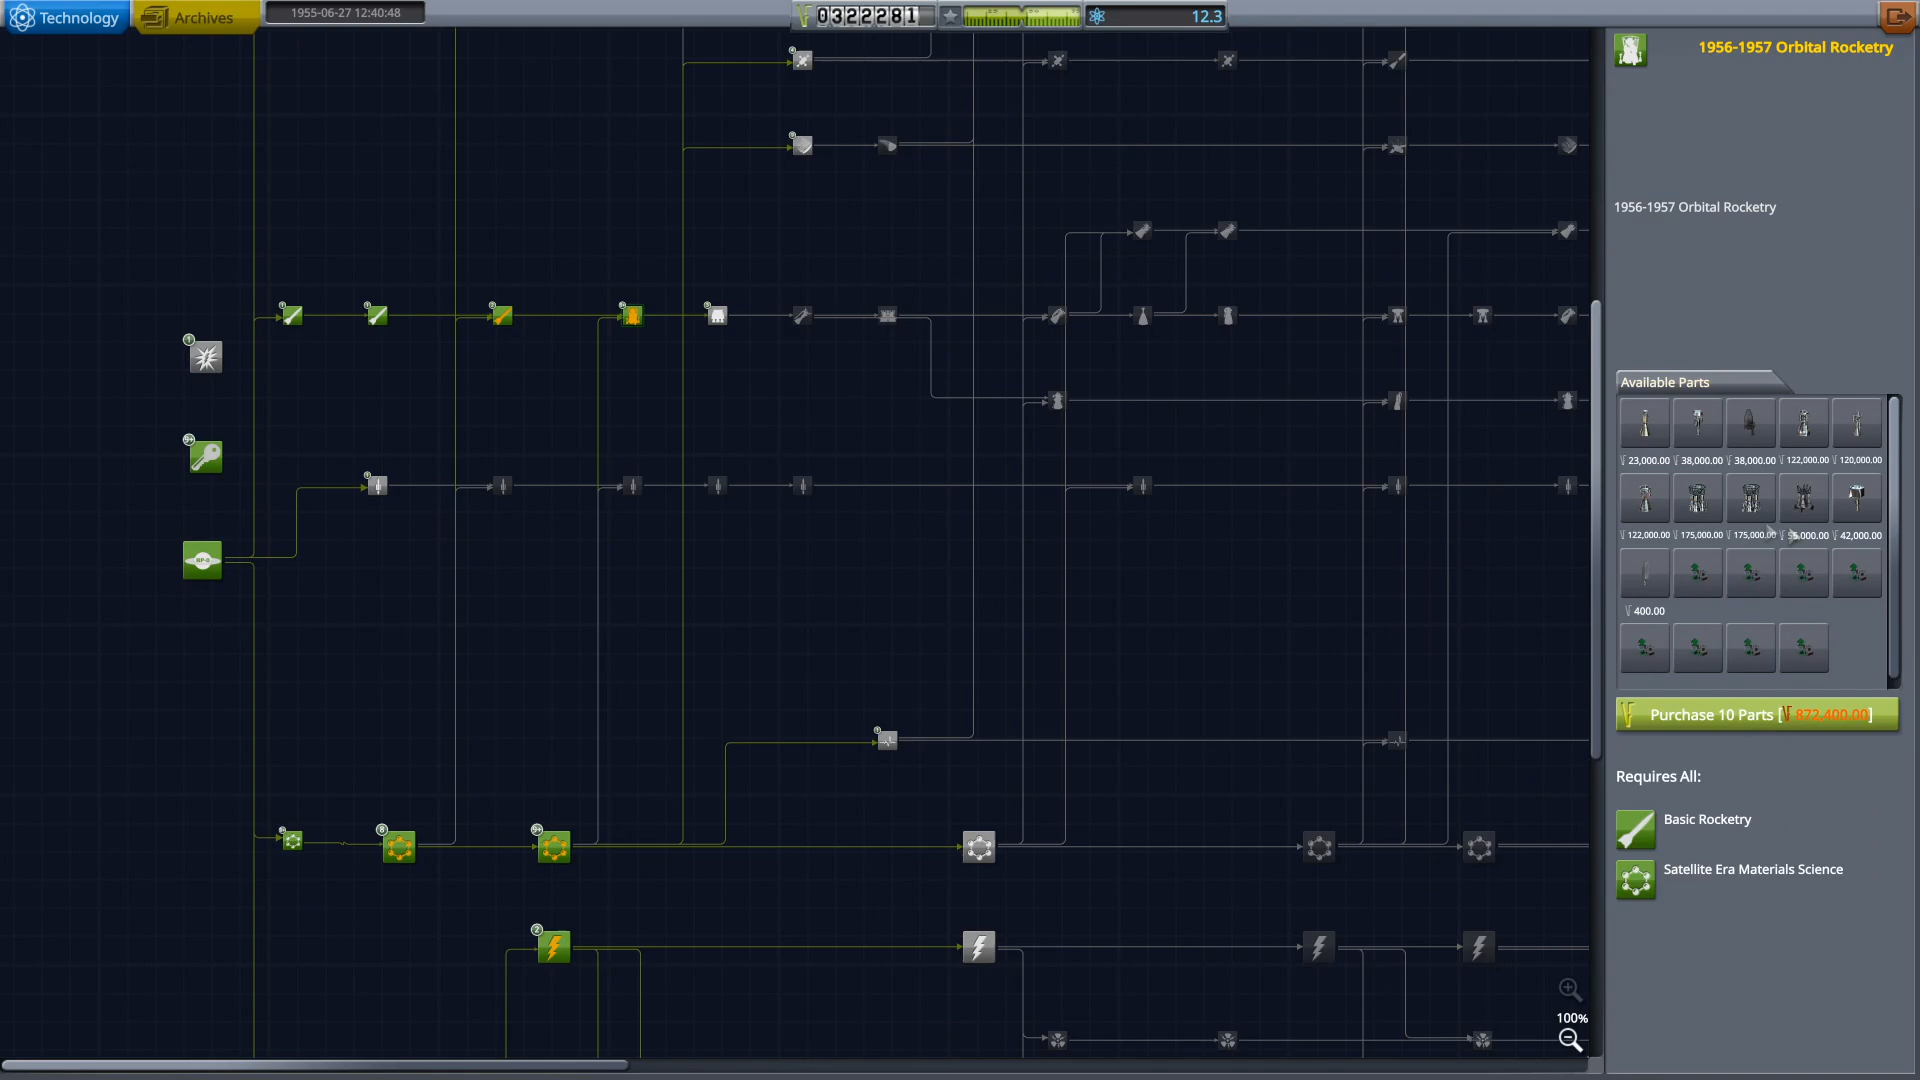 Technology
Archives
1955-06-27 12:40:48
0322281
12.3
1956-1957 Orbital Rocketry
1956-1957 Orbital Rocketry
Available Parts
23,000.00 38,000.00 38,000.00 122,000.00 120,000.00
122,000.00 175,000.00 175,000.00 42,000.00
400.00
Purchase 10 Parts [872,400.00]
Requires All:
Basic Rocketry
Satellite Era Materials Science
RP-0
100%